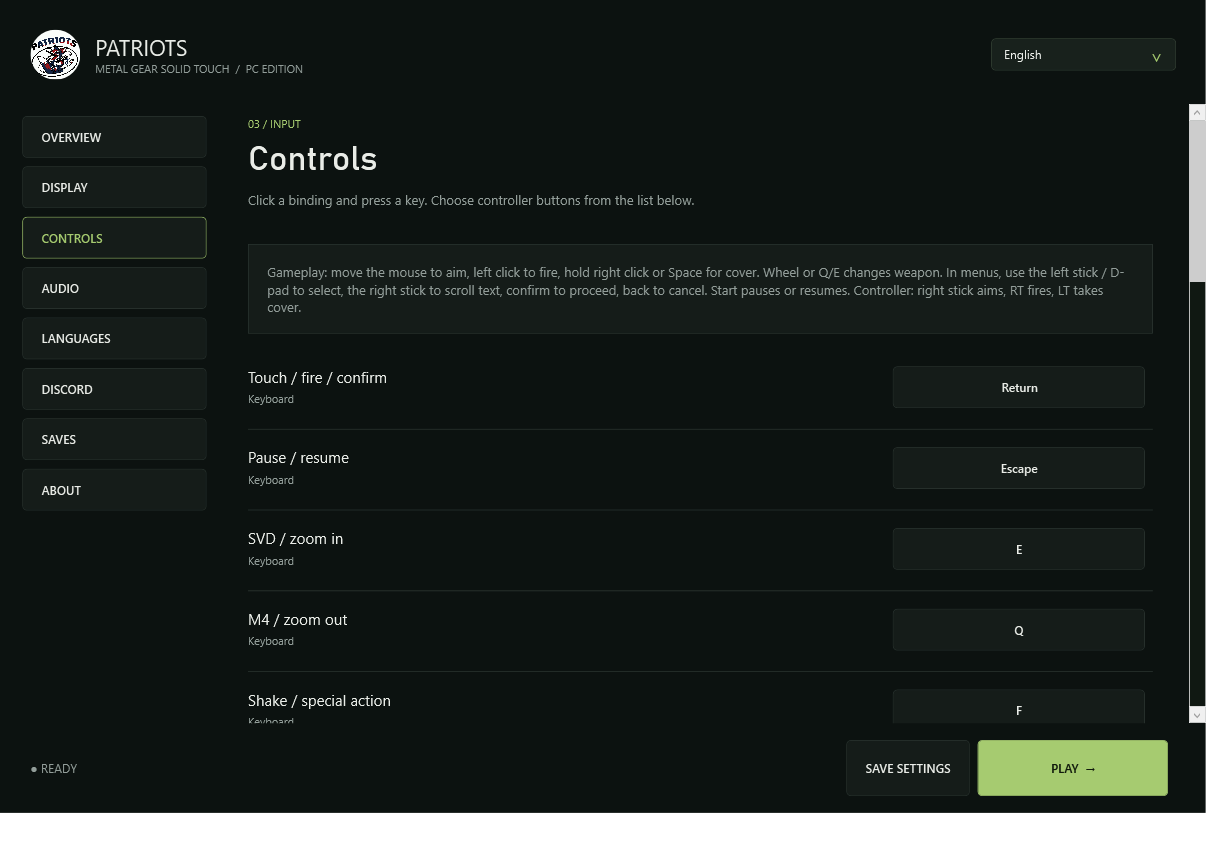 PATRIOTS
PATRIOTS
METAL GEAR SOLID TOUCH / PC EDITION
English
OVERVIEW
DISPLAY
CONTROLS
AUDIO
LANGUAGES
DISCORD
SAVES
ABOUT
03 / INPUT
Controls
Click a binding and press a key. Choose controller buttons from the list below.
Gameplay: move the mouse to aim, left click to fire, hold right click or Space for cover. Wheel or Q/E changes weapon. In menus, use the left stick / D-
pad to select, the right stick to scroll text, confirm to proceed, back to cancel. Start pauses or resumes. Controller: right stick aims, RT fires, LT takes
cover.
Touch / fire / confirm
Keyboard
Return
Pause / resume
Keyboard
Escape
SVD / zoom in
Keyboard
E
M4 / zoom out
Keyboard
Q
Shake / special action
Keyboard
F
● READY
SAVE SETTINGS
PLAY →